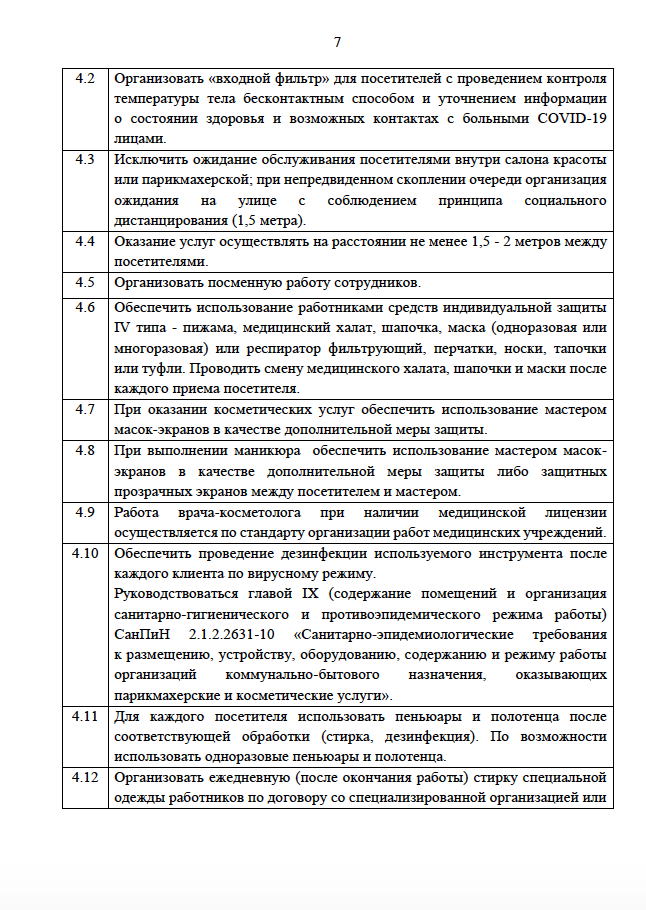 7
4.2 Организовать «входной фильтр» для посетителей с проведением контроля
температуры тела бесконтактным способом и уточнением информации
о состоянии здоровья и возможных контактах с больными COVID-19
лицами.
4.3 Исключить ожидание обслуживания посетителями внутри салона красоты
или парикмахерской; при непредвиденном скоплении очереди организация
ожидания на улице с соблюдением принципа социального
дистанцирования (1,5 метра).
4.4 Оказание услуг осуществлять на расстоянии не менее 1,5 - 2 метров между
посетителями.
4.5 Организовать посменную работу сотрудников.
4.6 Обеспечить использование работниками средств индивидуальной защиты
IV типа - пижама, медицинский халат, шапочка, маска (одноразовая или
многоразовая) или респиратор фильтрующий, перчатки, носки, тапочки
или туфли. Проводить смену медицинского халата, шапочки и маски после
каждого приема посетителя.
4.7 При оказании косметических услуг обеспечить использование мастером
масок-экранов в качестве дополнительной меры защиты.
4.8 При выполнении маникюра обеспечить использование мастером масок-
экранов в качестве дополнительной меры защиты либо защитных
прозрачных экранов между посетителем и мастером.
4.9 Работа врача-косметолога при наличии медицинской лицензии
осуществляется по стандарту организации работ медицинских учреждений.
4.10 Обеспечить проведение дезинфекции используемого инструмента после
каждого клиента по вирусному режиму.
Руководствоваться главой IX (содержание помещений и организация
санитарно-гигиенического и противоэпидемического режима работы)
СанПиН 2.1.2.2631-10 «Санитарно-эпидемиологические требования
к размещению, устройству, оборудованию, содержанию и режиму работы
организаций коммунально-бытового назначения, оказывающих
парикмахерские и косметические услуги».
4.11 Для каждого посетителя использовать пеньюары и полотенца после
соответствующей обработки (стирка, дезинфекция). По возможности
использовать одноразовые пеньюары и полотенца.
4.12 Организовать ежедневную (после окончания работы) стирку специальной
одежды работников по договору со специализированной организацией или